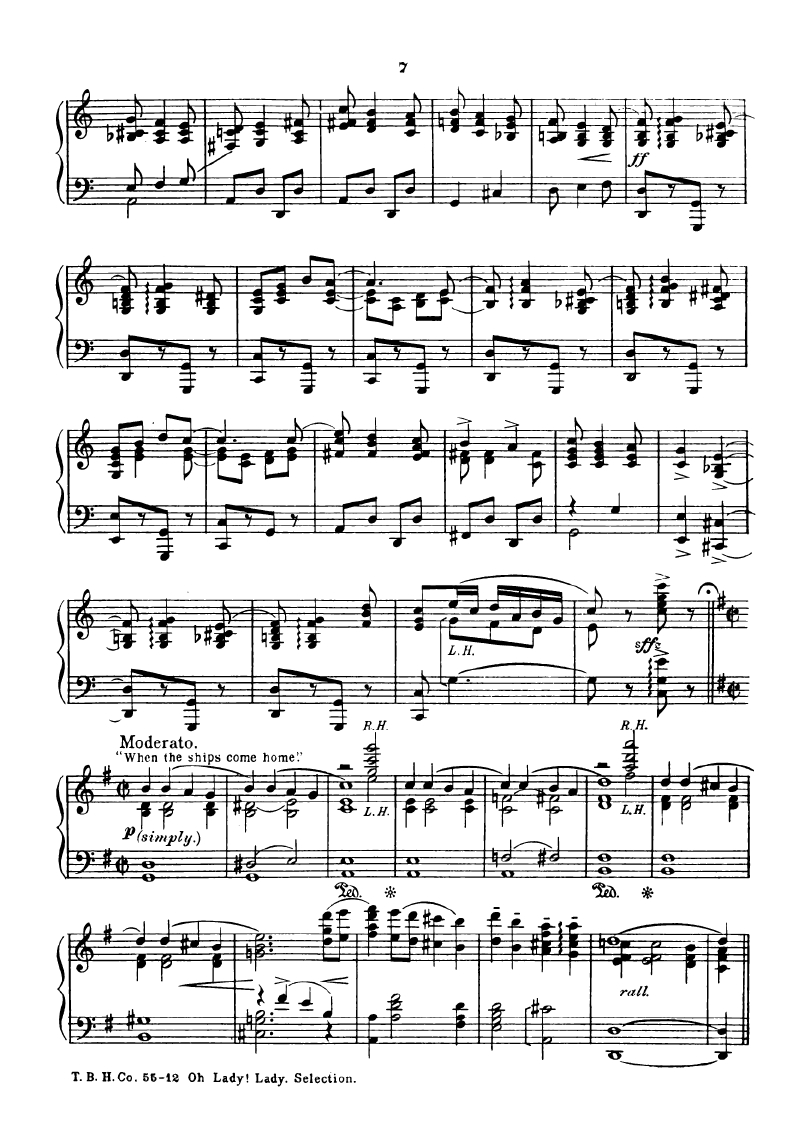 7
ff
L.H.
sffz
R.H.
R.H.
Moderato.
"When the ships come home."
L.H.
L.H.
P (simply.)
Ped. *
Ped. *
rall.
T. B. H. Co. 55-12 Oh Lady! Lady. Selection.